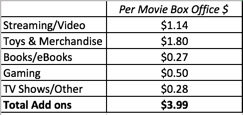 Per Movie Box Office $
Streaming/Video $1.14
Toys & Merchandise $1.80
Books/eBooks $0.27
Gaming $0.50
TV Shows/Other $0.28
Total Add ons $3.99